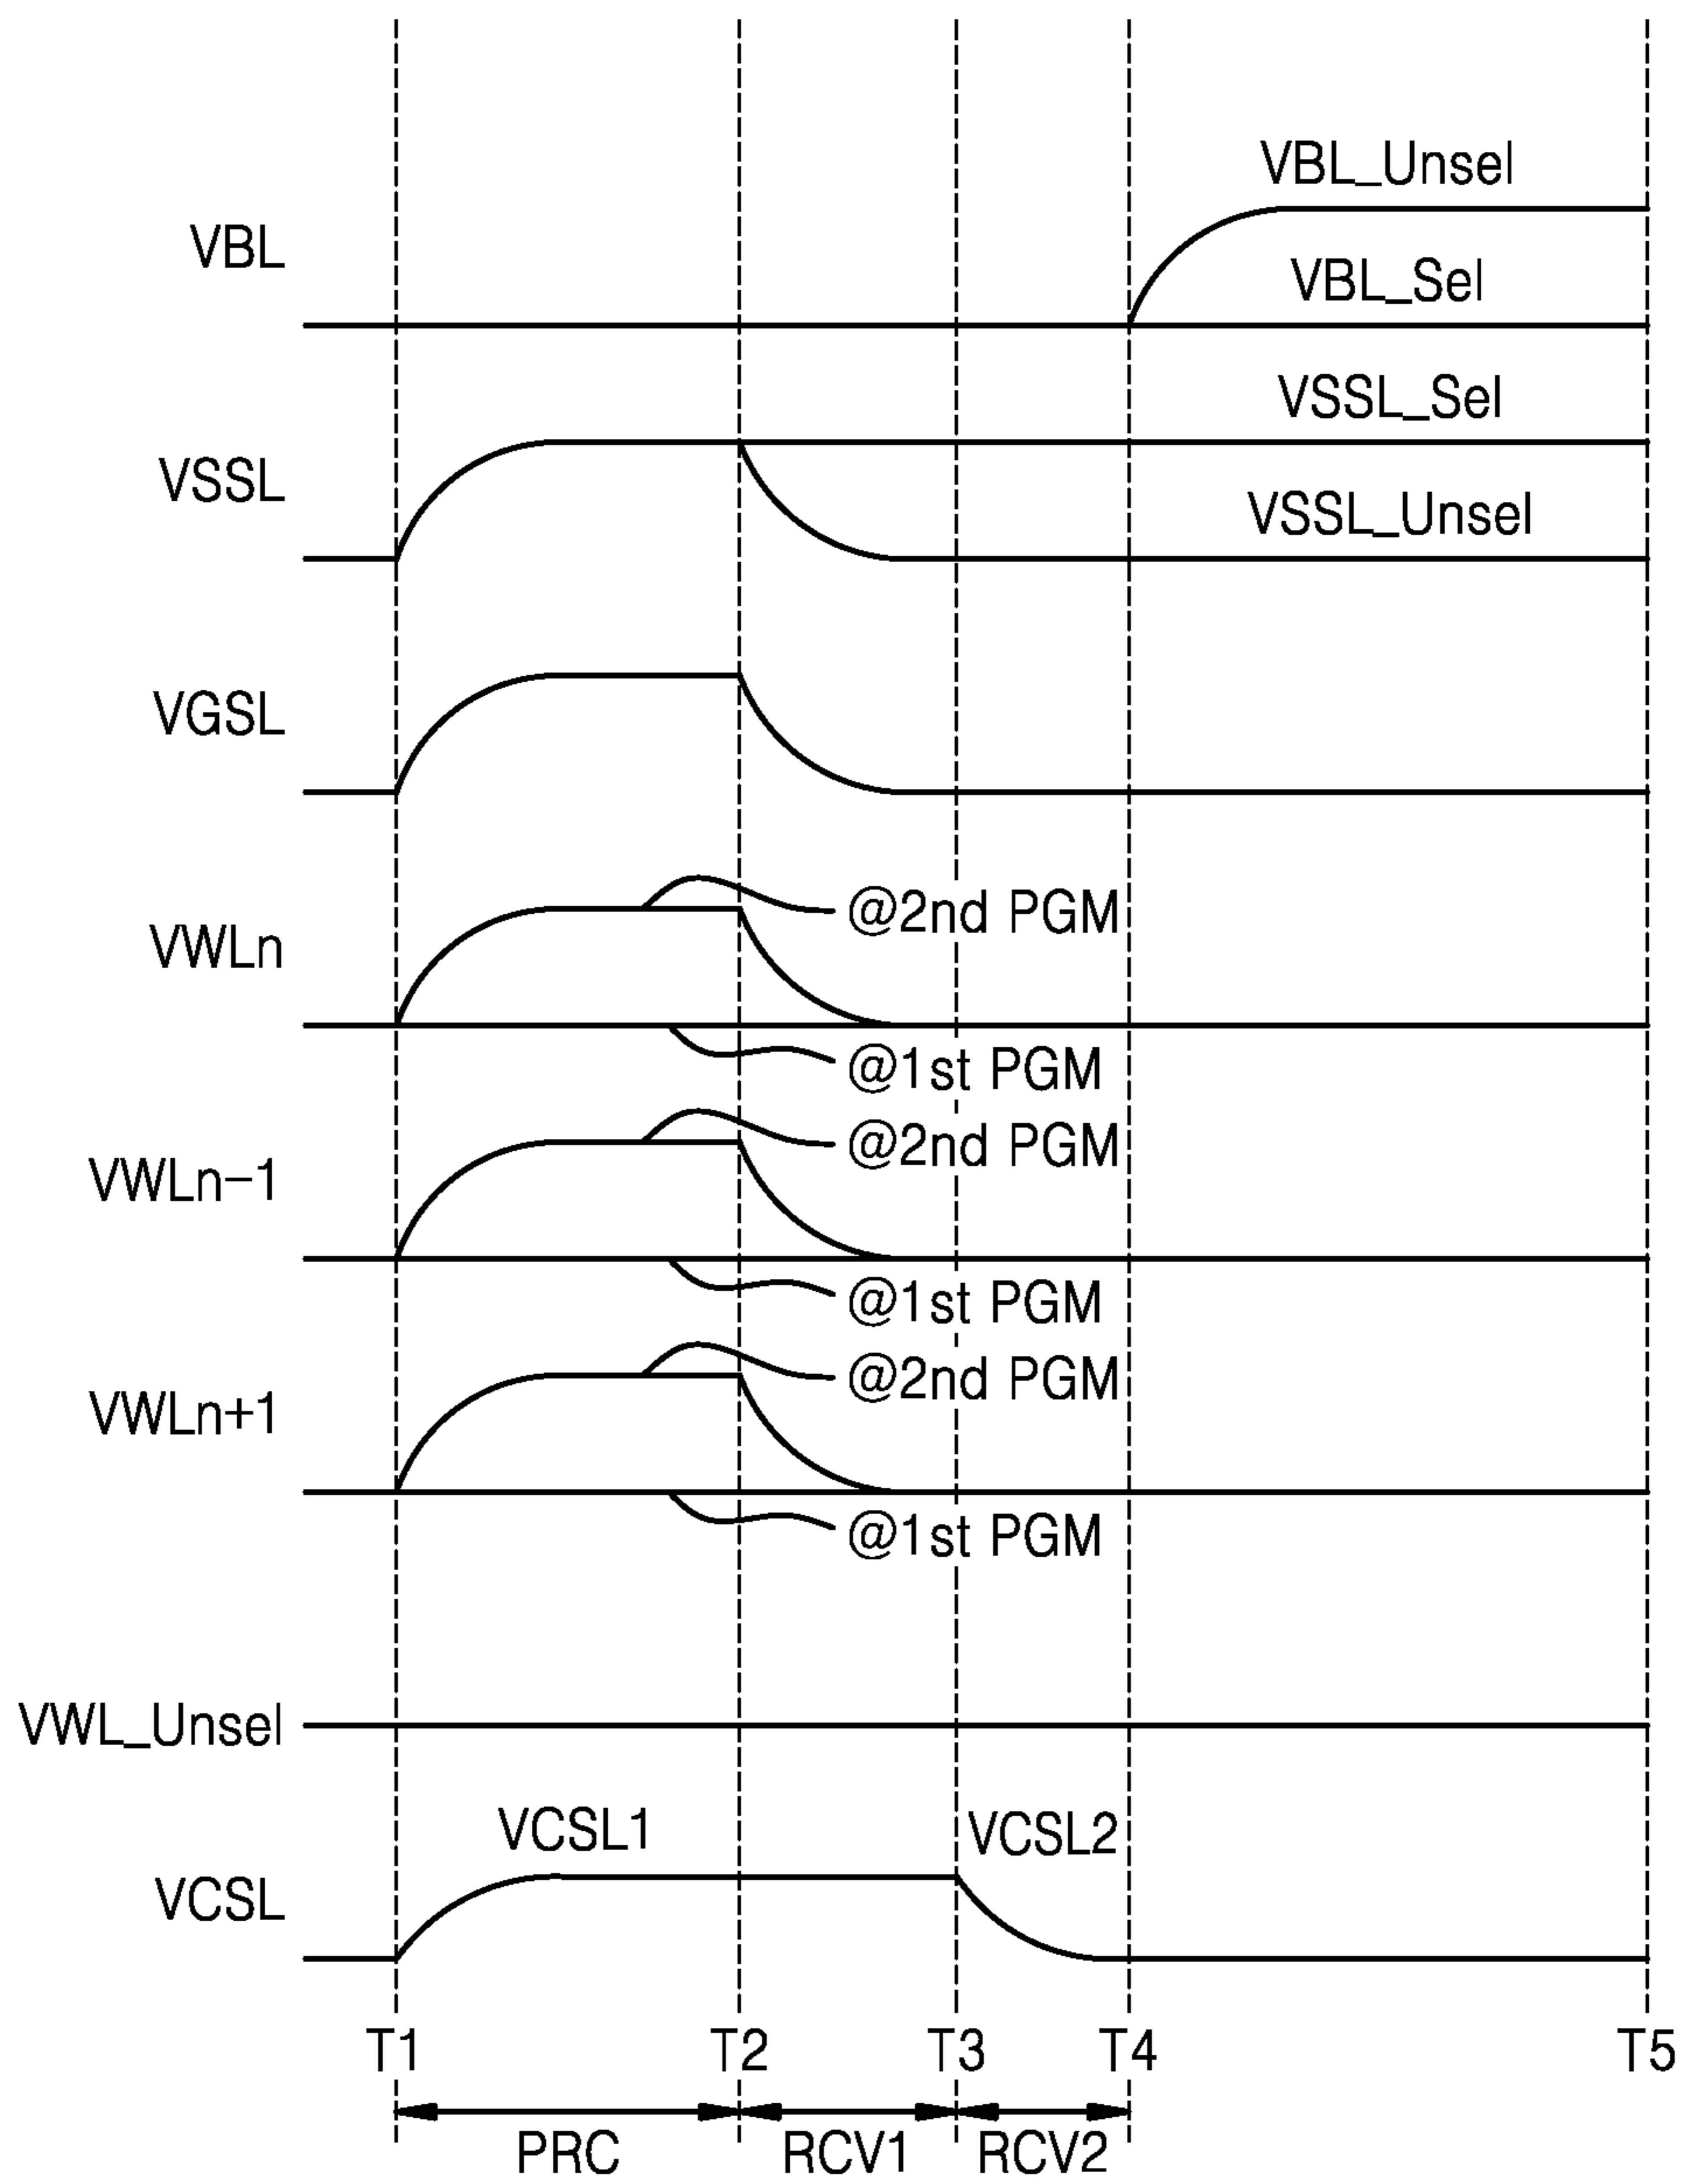 VBL_Unsel
VBL
VBL_Sel
VSSL_Sel
VSSL
VSSL_Unsel
VGSL
@2nd PGM
VWLn
@1st PGM
@2nd PGM
VWLn−1
@1st PGM
@2nd PGM
VWLn+1
@1st PGM
VWL_Unsel
VCSL1
VCSL2
VCSL
T1 T2 T3 T4 T5
PRC RCV1 RCV2